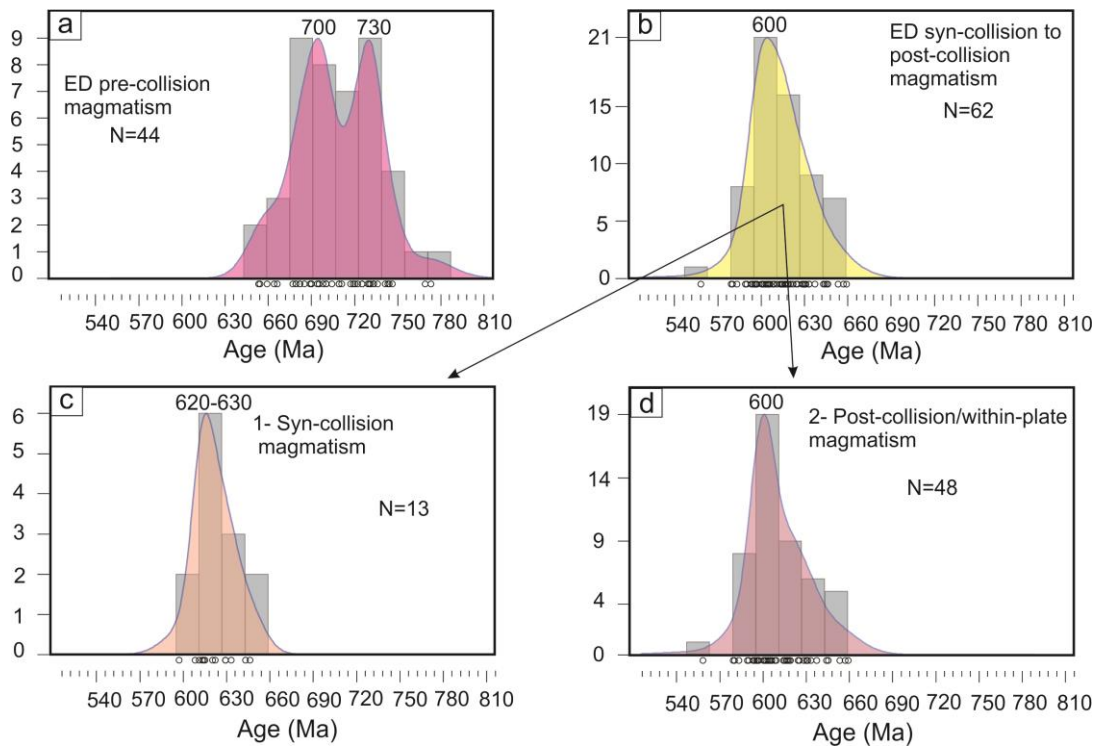 a
700 730
9
8
7
6
5
4
3
2
1
0
ED pre-collision
magmatism
N=44
540 570 600 630 660 690 720 750 780 810
Age (Ma)
b
600
21
15
11
5
0
ED syn-collision to
post-collision
magmatism
N=62
540 570 600 630 660 690 720 750 780 810
Age (Ma)
c
620-630
6
5
4
3
2
1
0
1- Syn-collision
magmatism
N=13
540 570 600 630 660 690 720 750 780 810
Age (Ma)
d
600
19
14
9
4
0
2- Post-collision/within-plate
magmatism
N=48
540 570 600 630 660 690 720 750 780 810
Age (Ma)